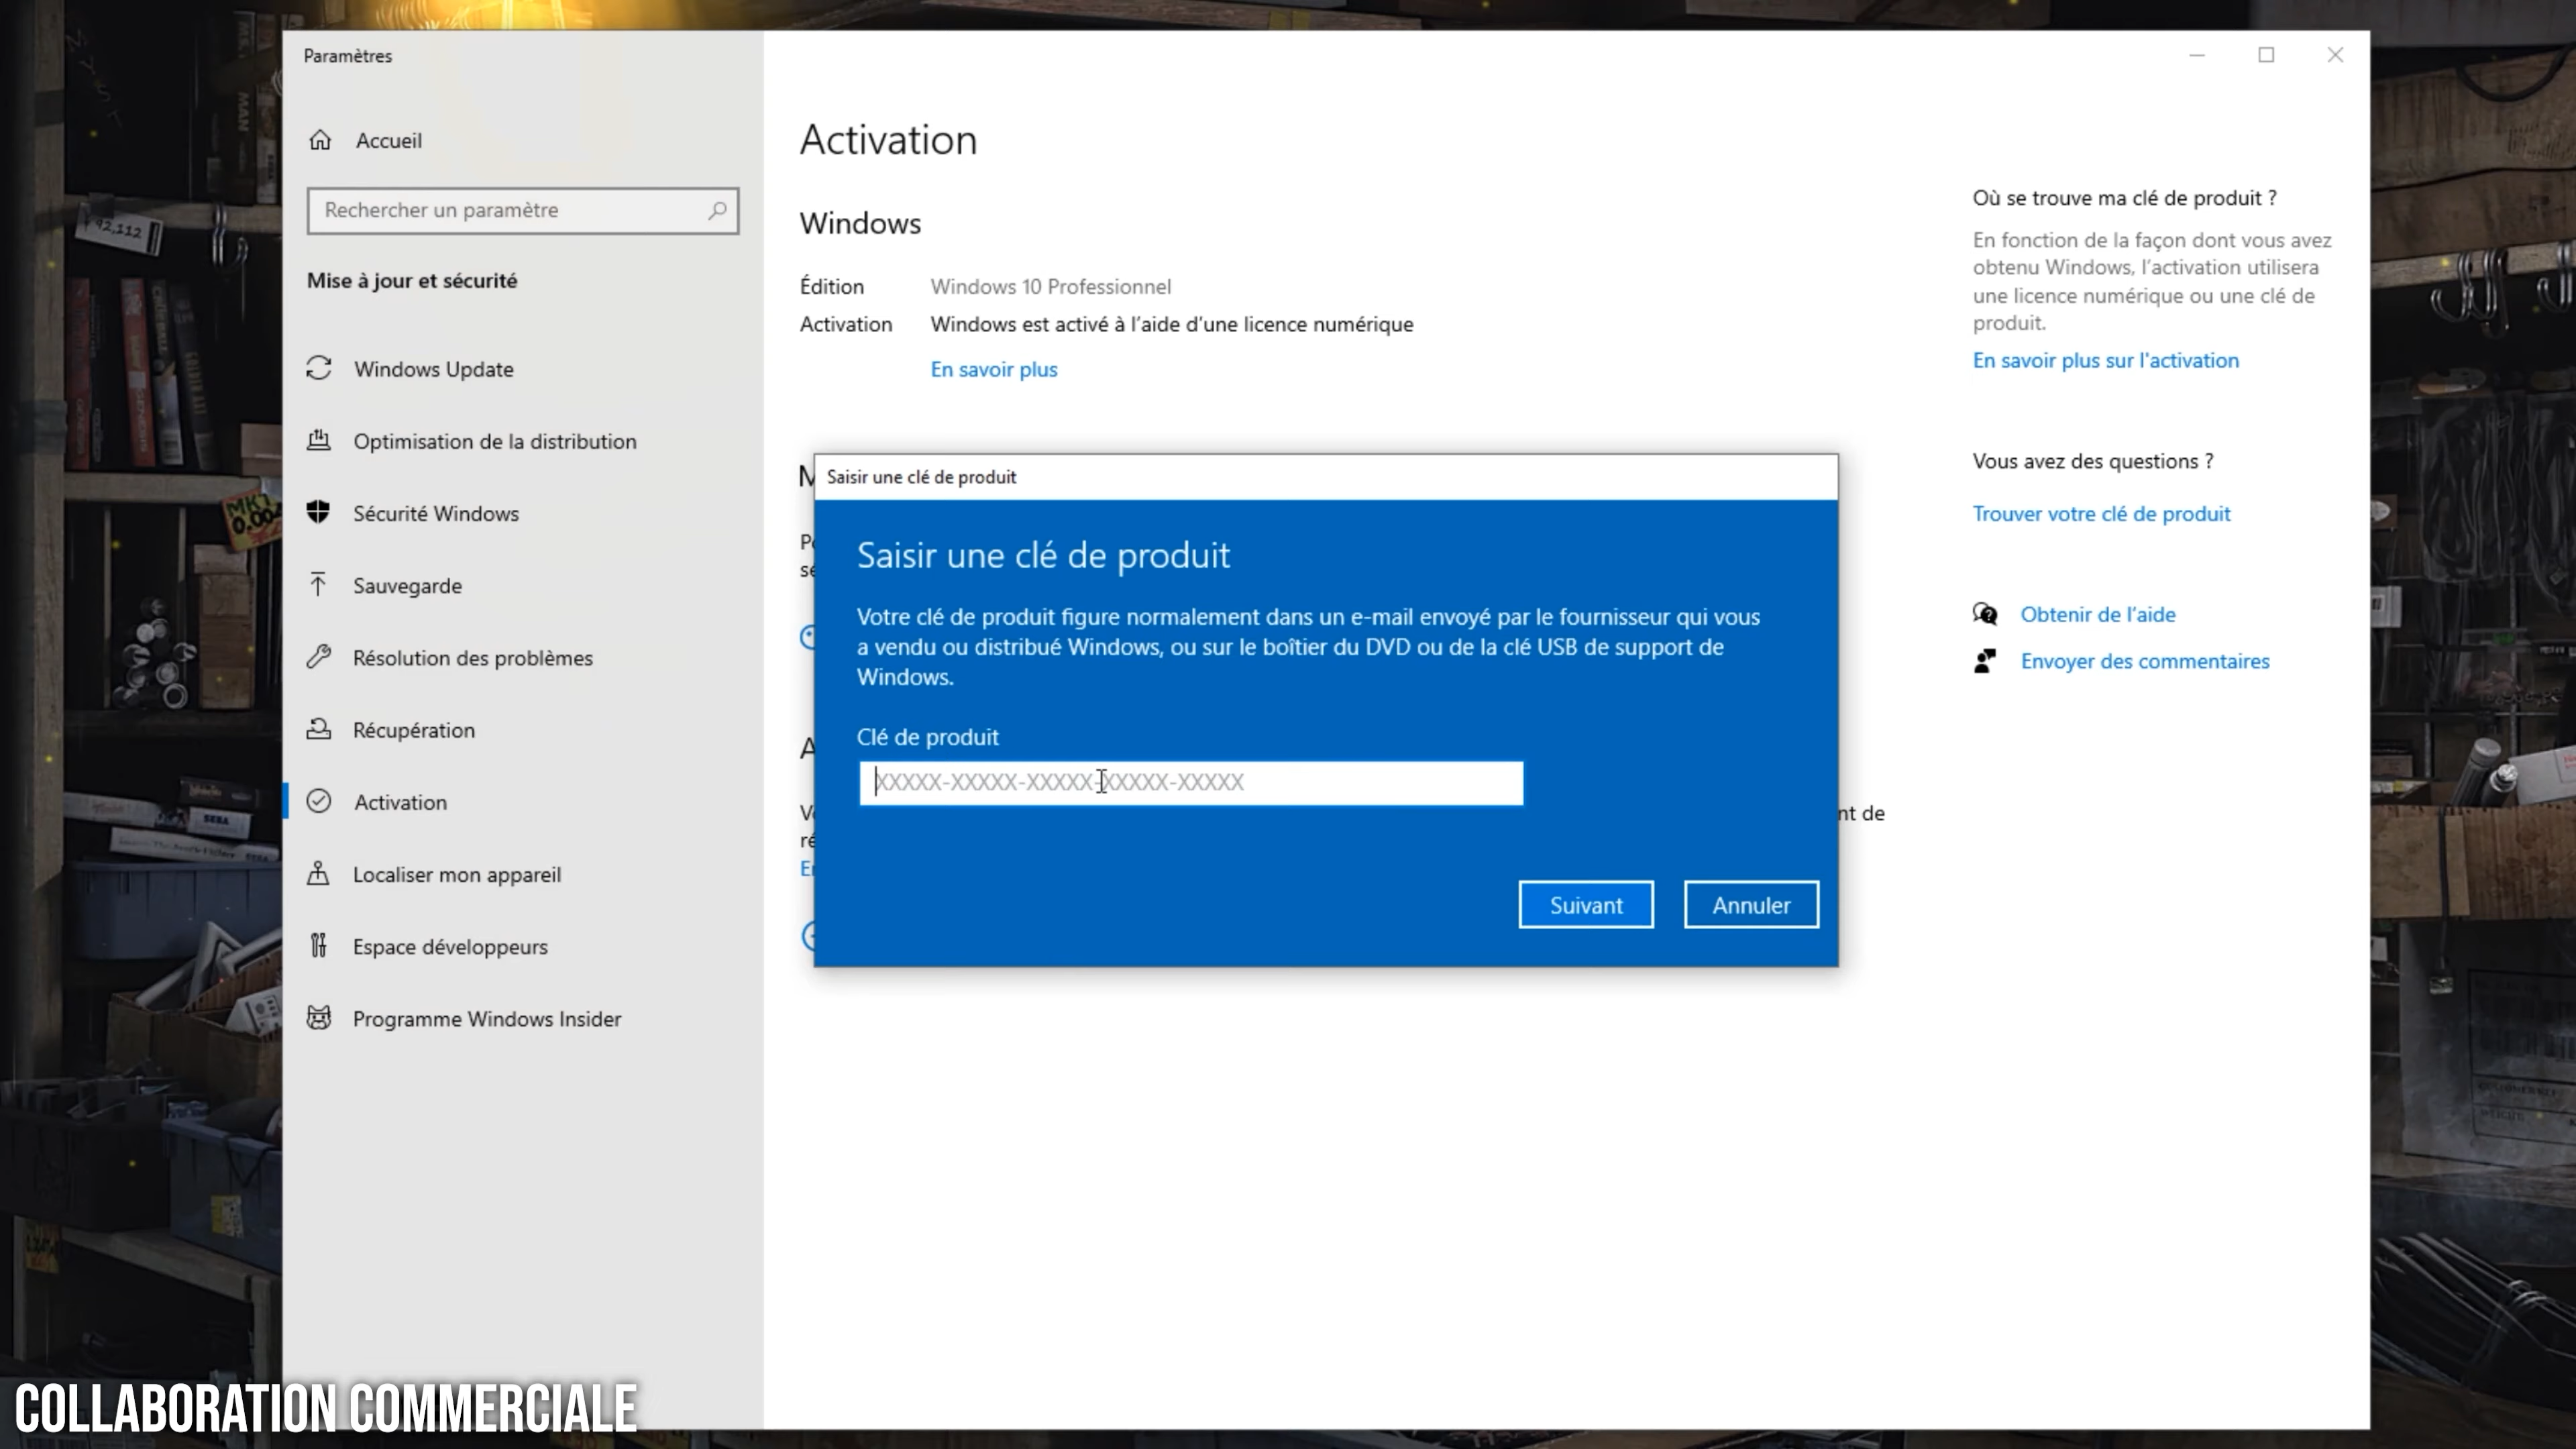 Paramètres
Accueil
Rechercher un paramètre
Mise à jour et sécurité
Windows Update
Optimisation de la distribution
Sécurité Windows
Sauvegarde
Résolution des problèmes
Récupération
Activation
Localiser mon appareil
Espace développeurs
Programme Windows Insider
Activation
Windows
Édition Windows 10 Professionnel
Activation Windows est activé à l’aide d’une licence numérique
En savoir plus
Saisir une clé de produit
Saisir une clé de produit
Votre clé de produit figure normalement dans un e-mail envoyé par le fournisseur qui vous
a vendu ou distribué Windows, ou sur le boîtier du DVD ou de la clé USB de support de
Windows.
Clé de produit
XXXXX-XXXXX-XXXXX-XXXXX-XXXXX
Suivant Annuler
nt de
Où se trouve ma clé de produit ?
En fonction de la façon dont vous avez
obtenu Windows, l’activation utilisera
une licence numérique ou une clé de
produit.
En savoir plus sur l'activation
Vous avez des questions ?
Trouver votre clé de produit
Obtenir de l’aide
Envoyer des commentaires
92,112
SEGA
COLLABORATION COMMERCIALE